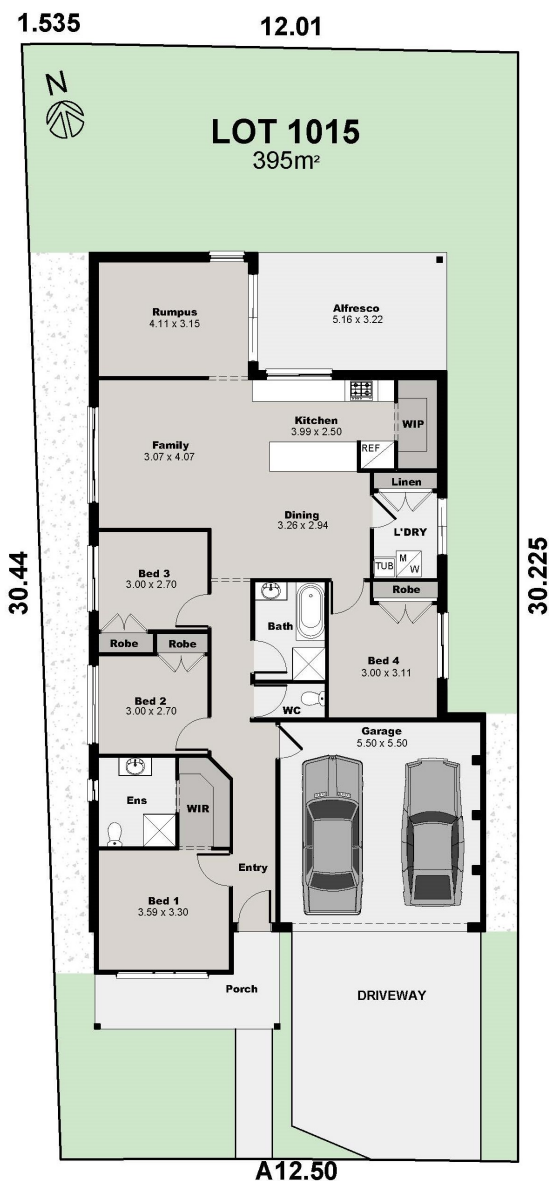 1.535
12.01
N
LOT 1015
395m²
Rumpus
4.11 x 3.15
Alfresco
5.16 x 3.22
Kitchen
3.99 x 2.50
WIP
Family
3.07 x 4.07
REF
Linen
Dining
3.26 x 2.94
L'DRY
30.44
30.225
Bed 3
3.00 x 2.70
TUB
M
W
Robe
Bath
Robe
Robe
Bed 4
3.00 x 3.11
Bed 2
3.00 x 2.70
WC
Garage
5.50 x 5.50
Ens
WIR
Entry
Bed 1
3.59 x 3.30
Porch
DRIVEWAY
A12.50